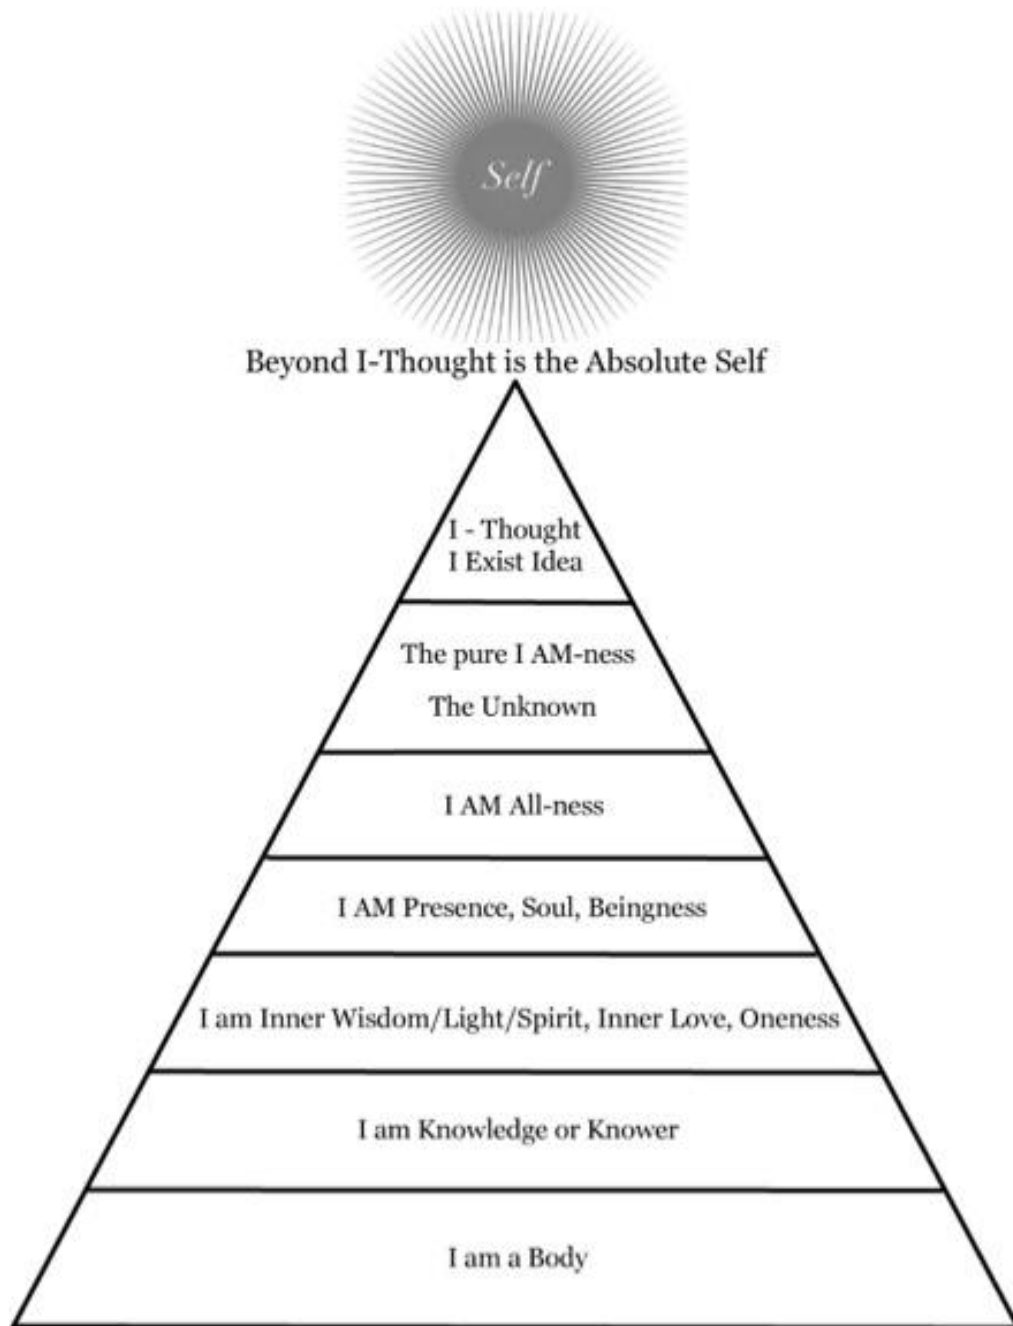 Self
Beyond I-Thought is the Absolute Self
I - Thought
I Exist Idea
The pure I AM-ness
The Unknown
I AM All-ness
I AM Presence, Soul, Beingness
I am Inner Wisdom/Light/Spirit, Inner Love, Oneness
I am Knowledge or Knower
I am a Body